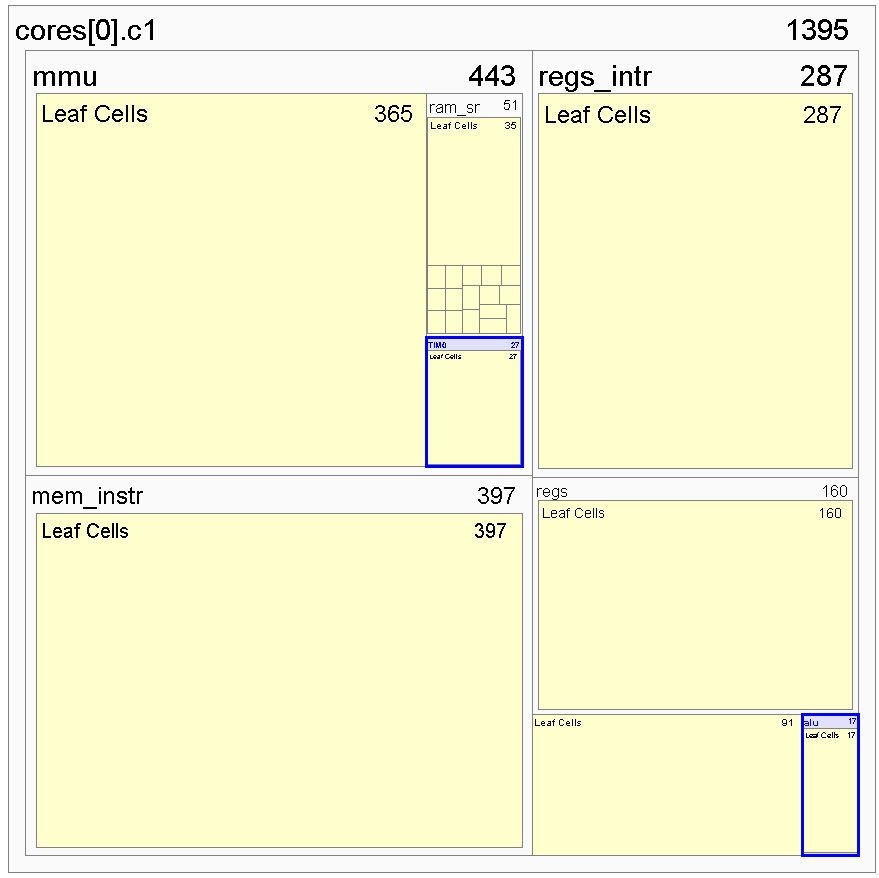 cores[0].c1 1395
mmu 443
Leaf Cells 365
ram_sr 51
Leaf Cells 35
TIM0 27
Leaf Cells 27
regs_intr 287
Leaf Cells 287
mem_instr 397
Leaf Cells 397
regs 160
Leaf Cells 160
Leaf Cells 91
alu 17
Leaf Cells 17